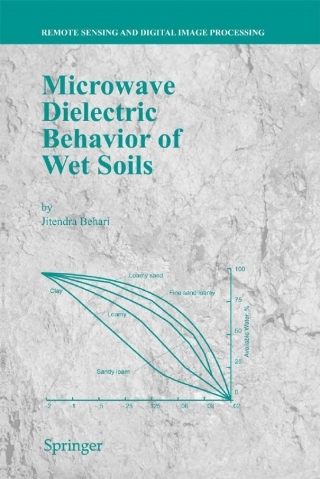 REMOTE SENSING AND DIGITAL IMAGE PROCESSING
Microwave
Dielectric
Behavior of
Wet Soils
by
Jitendra Behari
Loamy sand
Clay
Fine sand loamy
Loamy
Sandy loam
Available Water, %
100
75
50
25
0
Springer